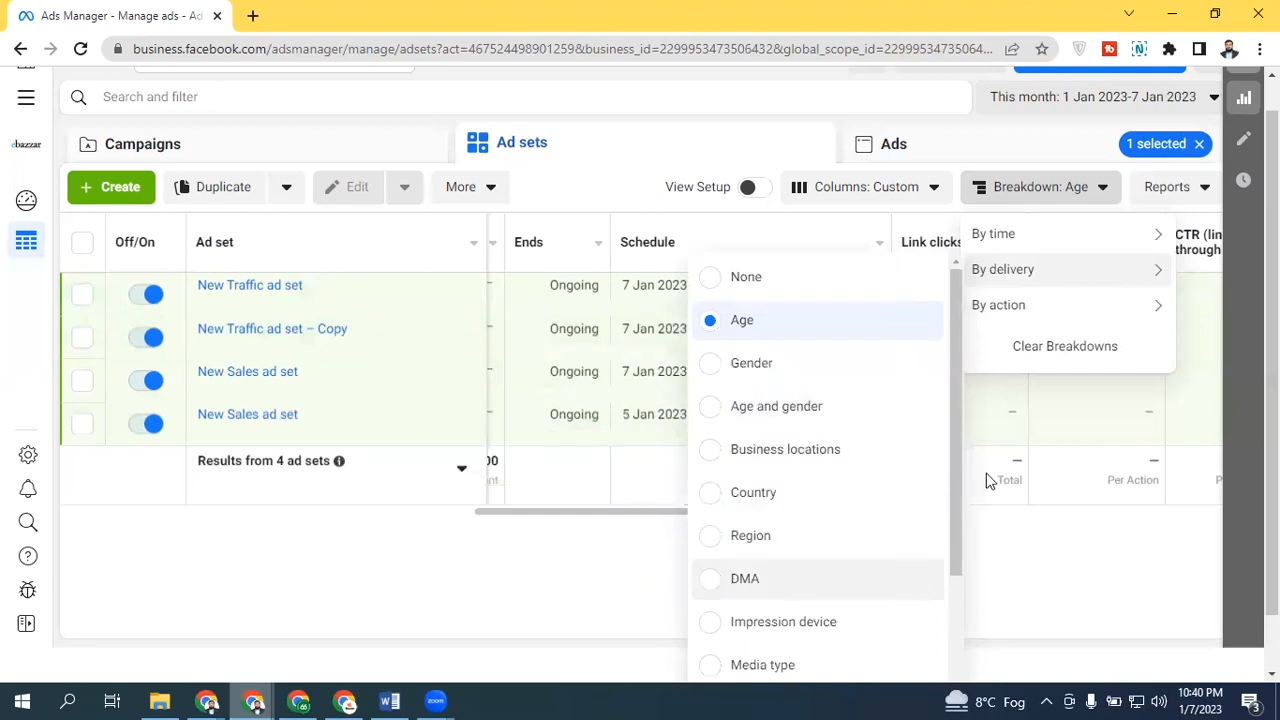 Ads Manager - Manage ads - Ad
business.facebook.com/adsmanager/manage/adsets?act=467524498901259&business_id=2299953473506432&global_scope_id=22999534735064...
Search and filter
This month: 1 Jan 2023-7 Jan 2023
ebazzar
Campaigns
Ad sets
Ads
1 selected
Create
Duplicate
Edit
More
View Setup
Columns: Custom
Breakdown: Age
Reports
Off/On
Ad set
Ends
Schedule
Link clicks
CTR (lin
through
By time
By delivery
By action
Clear Breakdowns
None
Age
Gender
Age and gender
Business locations
Country
Region
DMA
Impression device
Media type
New Traffic ad set
Ongoing
7 Jan 2023
New Traffic ad set – Copy
Ongoing
7 Jan 2023
New Sales ad set
Ongoing
7 Jan 2023
New Sales ad set
Ongoing
5 Jan 2023
Results from 4 ad sets
00
nt
Total
Per Action
P
8°C Fog
10:40 PM
1/7/2023
3